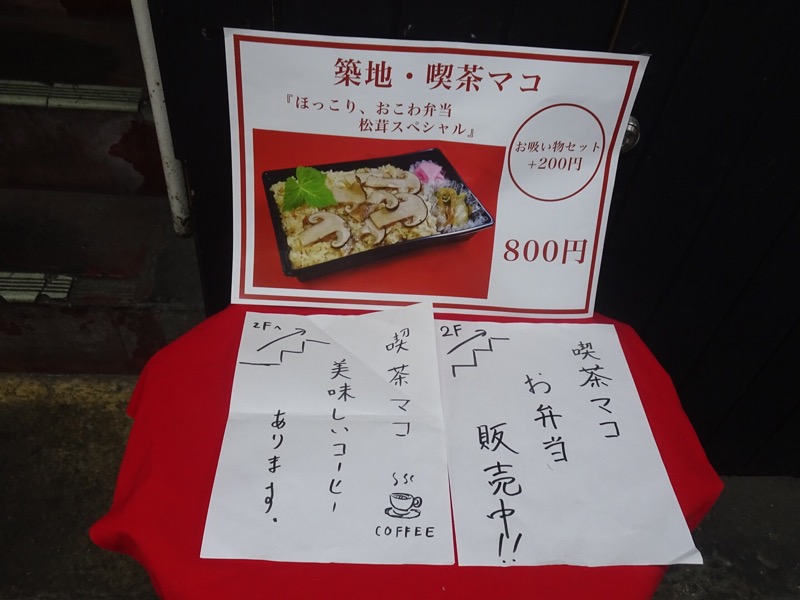 築地・喫茶マコ
『ほっこり、おこわ弁当
松茸スペシャル』
お吸い物セット
+200円
800円
2Fへ
喫茶マコ
美味しいコーヒー
あります。
COFFEE
2F
喫茶マコ
お弁当
販売中!!